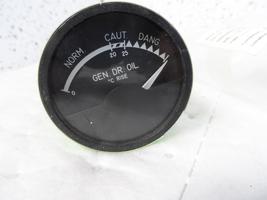 NORM. CAUT. DANG
20 25
0
GEN. DR. OIL
°C RISE